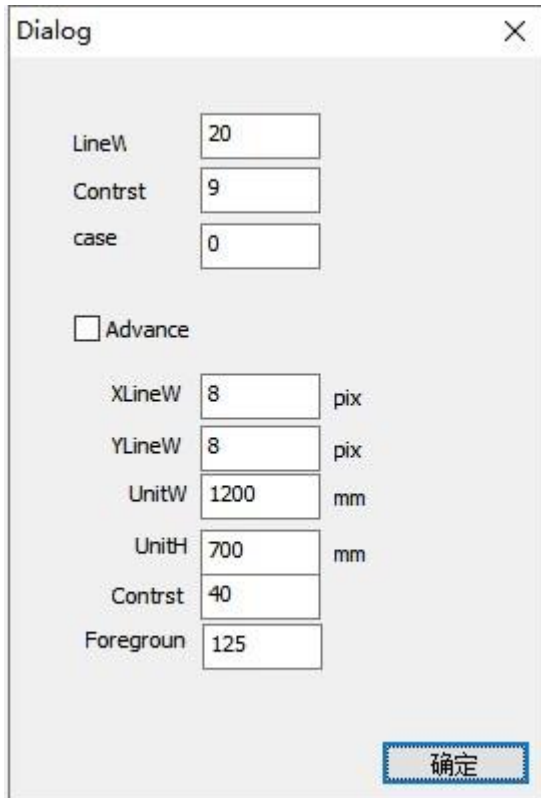 Dialog
LineW 20
Contrst 9
case 0
Advance
XLineW 8 pix
YLineW 8 pix
UnitW 1200 mm
UnitH 700 mm
Contrst 40
Foregroun 125
确定